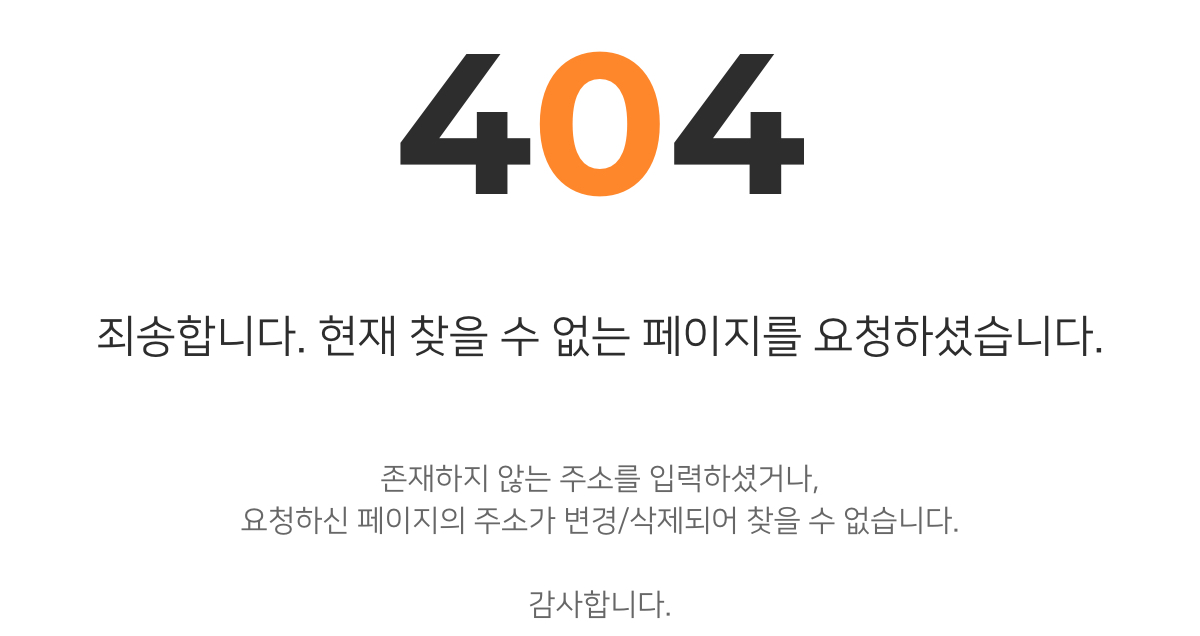 404
죄송합니다. 현재 찾을 수 없는 페이지를 요청하셨습니다.
존재하지 않는 주소를 입력하셨거나,
요청하신 페이지의 주소가 변경/삭제되어 찾을 수 없습니다.
감사합니다.